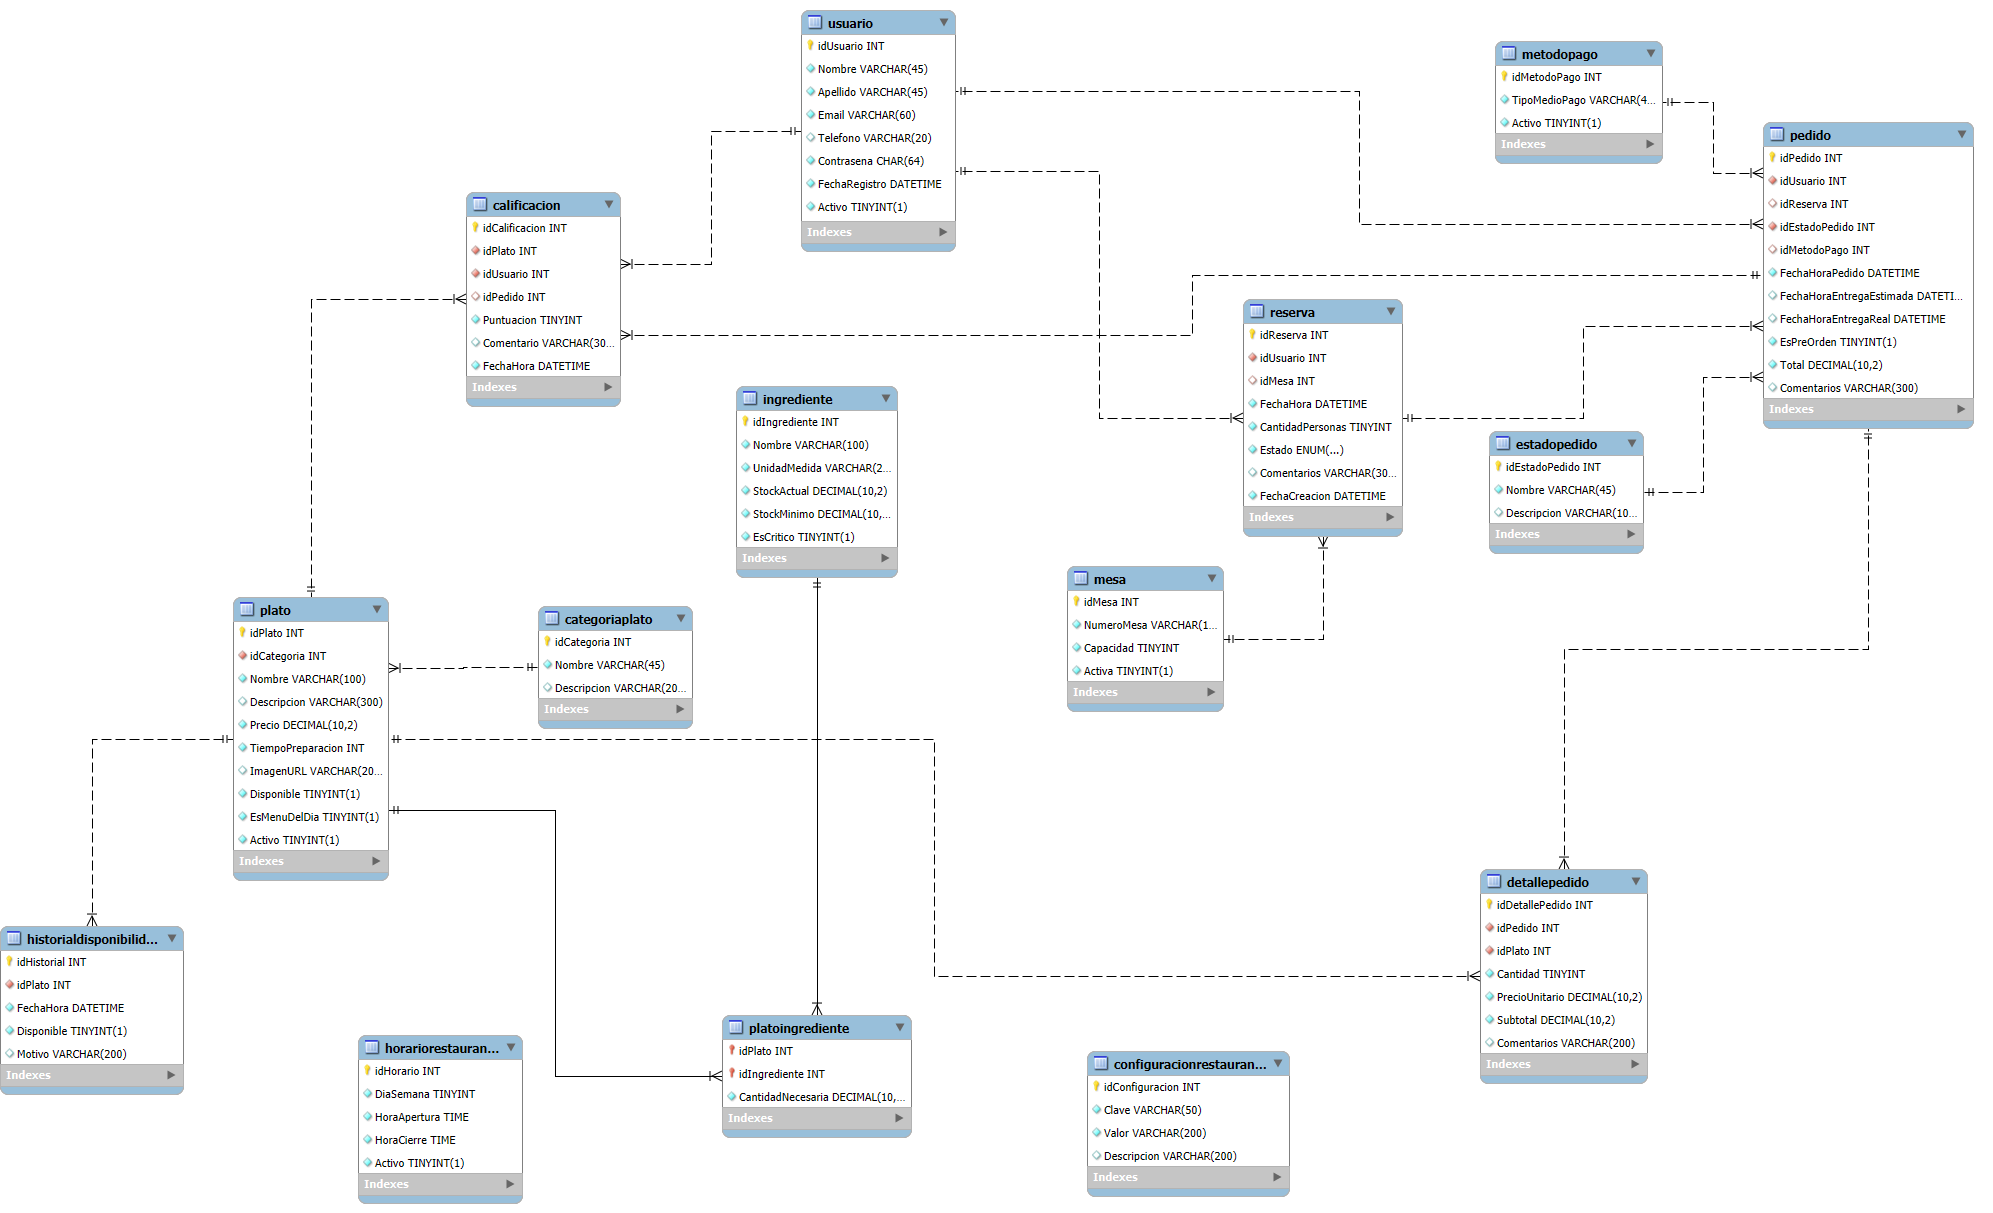 usuario
idUsuario INT
Nombre VARCHAR(45)
Apellido VARCHAR(45)
Email VARCHAR(60)
Telefono VARCHAR(20)
Contrasena CHAR(64)
FechaRegistro DATETIME
Activo TINYINT(1)
Indexes
metodopago
idMetodoPago INT
TipoMedioPago VARCHAR(4...
Activo TINYINT(1)
Indexes
pedido
idPedido INT
idUsuario INT
idReserva INT
idEstadoPedido INT
idMetodoPago INT
FechaHoraPedido DATETIME
FechaHoraEntregaEstimada DATETI...
FechaHoraEntregaReal DATETIME
EsPreOrden TINYINT(1)
Total DECIMAL(10,2)
Comentarios VARCHAR(300)
Indexes
calificacion
idCalificacion INT
idPlato INT
idUsuario INT
idPedido INT
Puntuacion TINYINT
Comentario VARCHAR(30...
FechaHora DATETIME
Indexes
reserva
idReserva INT
idUsuario INT
idMesa INT
FechaHora DATETIME
CantidadPersonas TINYINT
Estado ENUM(...)
Comentarios VARCHAR(30...
FechaCreacion DATETIME
Indexes
ingrediente
idIngrediente INT
Nombre VARCHAR(100)
UnidadMedida VARCHAR(2...
StockActual DECIMAL(10,2)
StockMinimo DECIMAL(10,...
EsCritico TINYINT(1)
Indexes
estadopedido
idEstadoPedido INT
Nombre VARCHAR(45)
Descripcion VARCHAR(10...
Indexes
mesa
idMesa INT
NumeroMesa VARCHAR(1...
Capacidad TINYINT
Activa TINYINT(1)
Indexes
plato
idPlato INT
idCategoria INT
Nombre VARCHAR(100)
Descripcion VARCHAR(300)
Precio DECIMAL(10,2)
TiempoPreparacion INT
ImagenURL VARCHAR(20...
Disponible TINYINT(1)
EsMenuDelDia TINYINT(1)
Activo TINYINT(1)
Indexes
categoriaplato
idCategoria INT
Nombre VARCHAR(45)
Descripcion VARCHAR(20...
Indexes
detallepedido
idDetallePedido INT
idPedido INT
idPlato INT
Cantidad TINYINT
PrecioUnitario DECIMAL(10,2)
Subtotal DECIMAL(10,2)
Comentarios VARCHAR(200)
Indexes
historialdisponibilid...
idHistorial INT
idPlato INT
FechaHora DATETIME
Disponible TINYINT(1)
Motivo VARCHAR(200)
Indexes
platoingrediente
idPlato INT
idIngrediente INT
CantidadNecesaria DECIMAL(10,...
Indexes
horariorestauran...
idHorario INT
DiaSemana TINYINT
HoraApertura TIME
HoraCierre TIME
Activo TINYINT(1)
Indexes
configuracionrestauran...
idConfiguracion INT
Clave VARCHAR(50)
Valor VARCHAR(200)
Descripcion VARCHAR(200)
Indexes